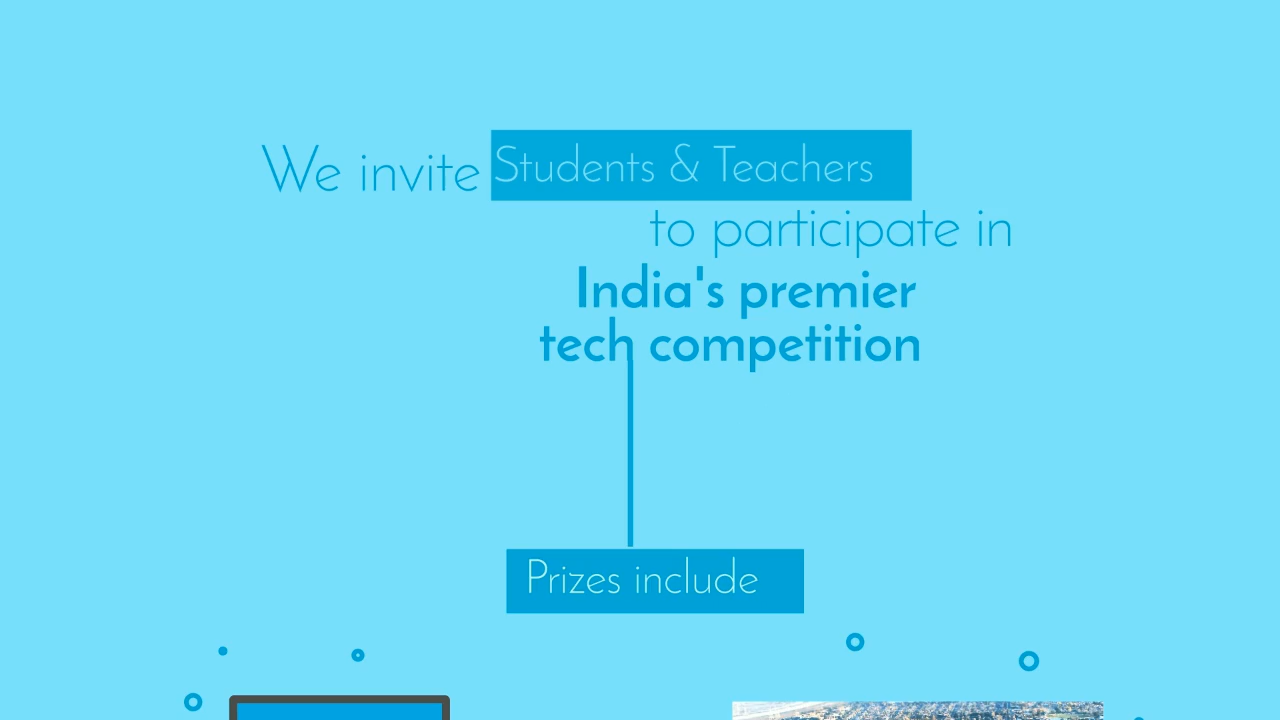 We invite Students & Teachers
to participate in
India's premier
tech competition
Prizes include